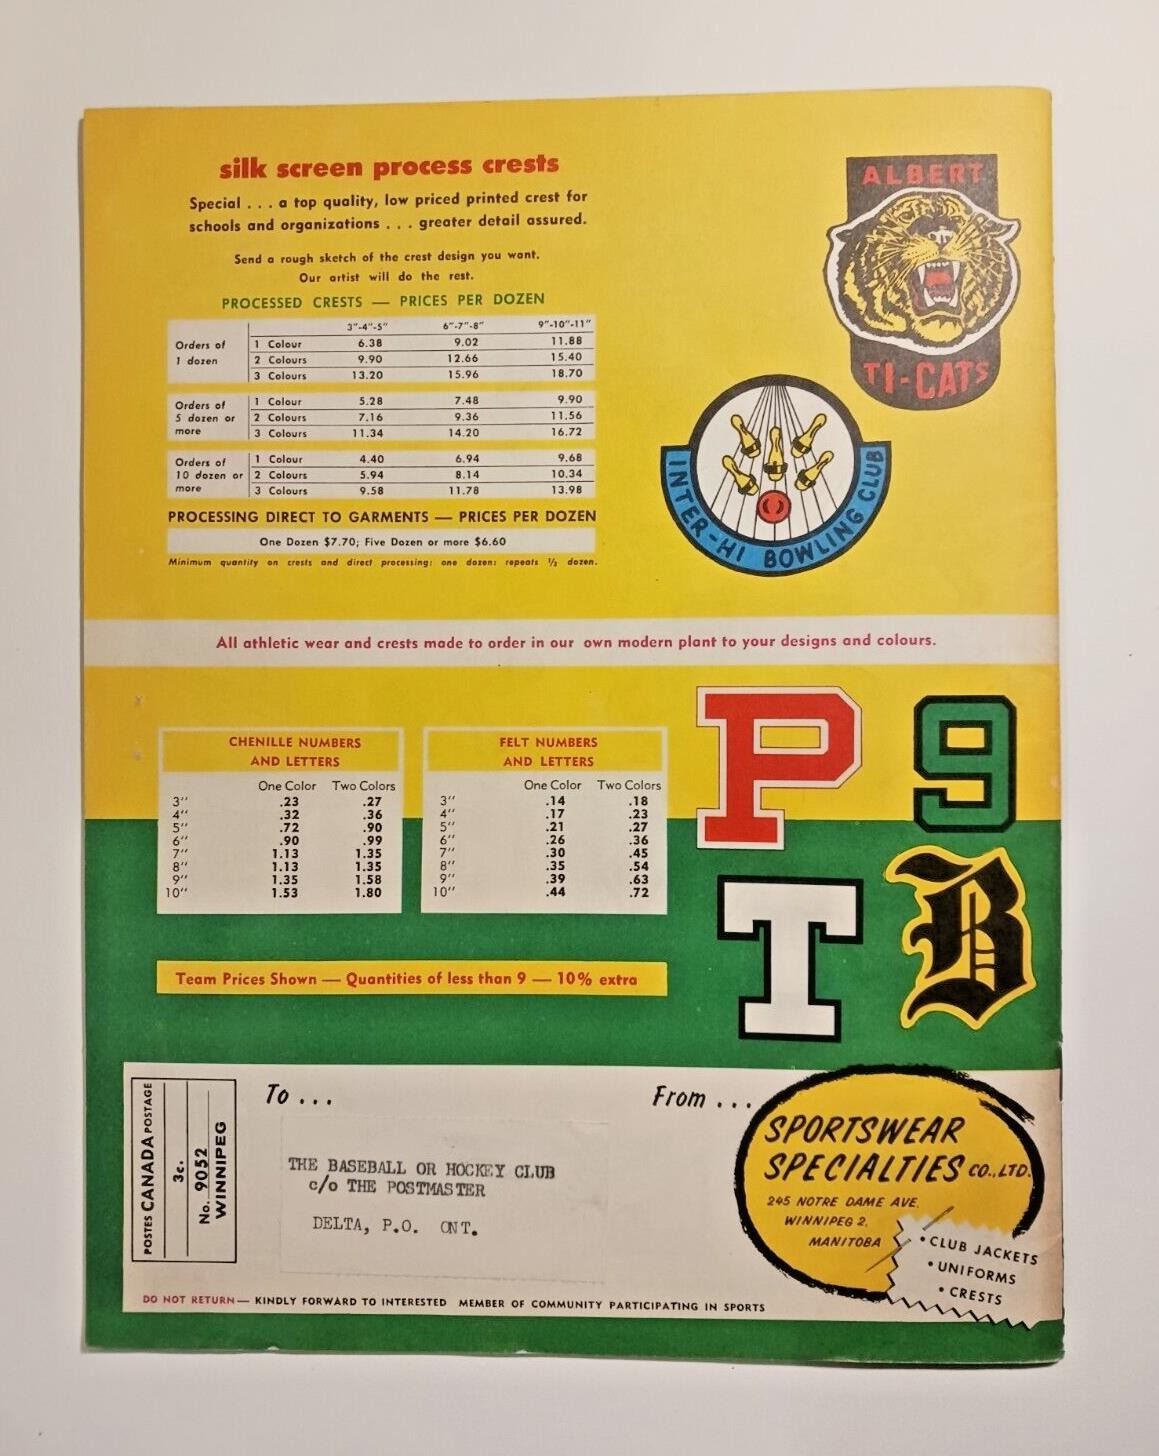 silk screen process crests
Special . . . a top quality, low priced printed crest for
schools and organizations . . . greater detail assured.
Send a rough sketch of the crest design you want.
Our artist will do the rest.
PROCESSED CRESTS — PRICES PER DOZEN
3"-4"-5" 6"-7"-8" 9"-10"-11"
Orders of
1 dozen
1 Colour 6.38 9.02 11.88
2 Colours 9.90 12.66 15.40
3 Colours 13.20 15.96 18.70
Orders of
5 dozen or
more
1 Colour 5.28 7.48 9.90
2 Colours 7.16 9.36 11.56
3 Colours 11.34 14.20 16.72
Orders of
10 dozen or
more
1 Colour 4.40 6.94 9.68
2 Colours 5.94 8.14 10.34
3 Colours 9.58 11.78 13.98
PROCESSING DIRECT TO GARMENTS — PRICES PER DOZEN
One Dozen $7.70; Five Dozen or more $6.60
Minimum quantity on crests and direct processing: one dozen: repeats ½ dozen.
ALBERT
TI-CATS
INTER-HI BOWLING CLUB
All athletic wear and crests made to order in our own modern plant to your designs and colours.
CHENILLE NUMBERS
AND LETTERS
One Color Two Colors
3'' .23 .27
4'' .32 .36
5'' .72 .90
6'' .90 .99
7'' 1.13 1.35
8'' 1.13 1.35
9'' 1.35 1.58
10'' 1.53 1.80
FELT NUMBERS
AND LETTERS
One Color Two Colors
3'' .14 .18
4'' .17 .23
5'' .21 .27
6'' .26 .36
7'' .30 .45
8'' .35 .54
9'' .39 .63
10'' .44 .72
P
9
T
B
Team Prices Shown — Quantities of less than 9 — 10% extra
POSTES CANADA POSTAGE
3c.
No. 9052
WINNIPEG
To ...
THE BASEBALL OR HOCKEY CLUB
c/o THE POSTMASTER
DELTA, P.O. ONT.
From ...
SPORTSWEAR
SPECIALTIES CO., LTD.
245 NOTRE DAME AVE.
WINNIPEG 2,
MANITOBA
• CLUB JACKETS
• UNIFORMS
• CRESTS
DO NOT RETURN — KINDLY FORWARD TO INTERESTED MEMBER OF COMMUNITY PARTICIPATING IN SPORTS